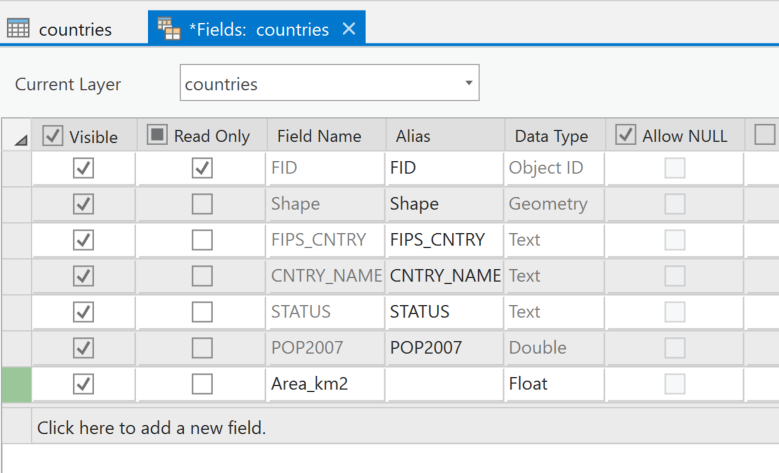 countries *Fields: countries
Current Layer countries
Visible Read Only Field Name Alias Data Type Allow NULL
FID FID Object ID
Shape Shape Geometry
FIPS_CNTRY FIPS_CNTRY Text
CNTRY_NAME CNTRY_NAME Text
STATUS STATUS Text
POP2007 POP2007 Double
Area_km2 Float
Click here to add a new field.